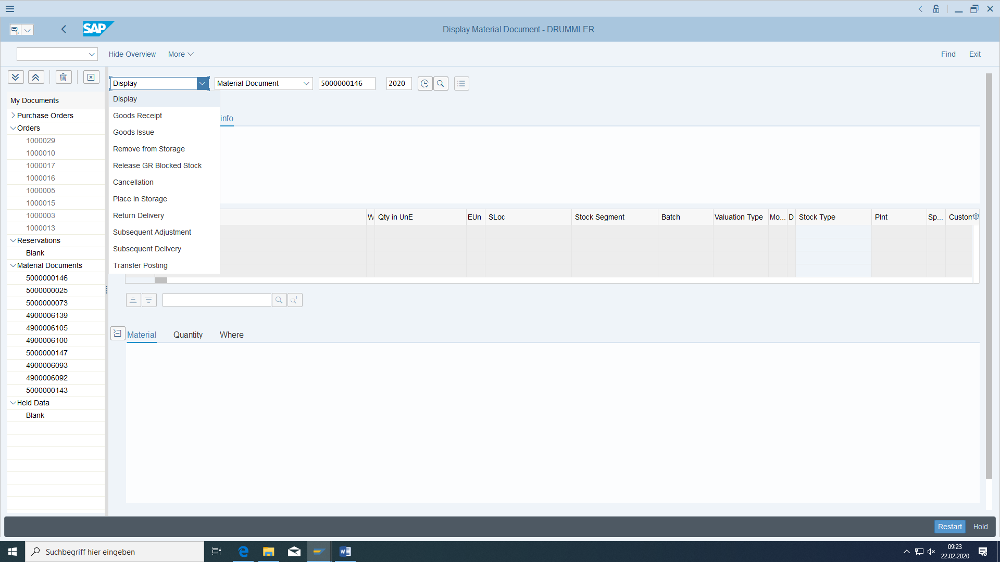 SAP
Display Material Document - DRUMMLER
Hide Overview More
Find Exit
Display Material Document 5000000146 2020
My Documents
Purchase Orders
Orders
1000029
1000010
1000017
1000016
1000005
1000015
1000003
1000013
Reservations
Blank
Material Documents
5000000146
5000000025
5000000073
4900006139
4900006105
4900006100
5000000147
4900006093
4900006092
5000000143
Held Data
Blank
Display
Goods Receipt
Goods Issue
Remove from Storage
Release GR Blocked Stock
Cancellation
Place in Storage
Return Delivery
Subsequent Adjustment
Subsequent Delivery
Transfer Posting
info
W Qty in UnE EUn SLoc Stock Segment Batch Valuation Type Mo... D Stock Type Plnt Sp... Custom
Material Quantity Where
Restart Hold
Suchbegriff hier eingeben
09:23
22.02.2020